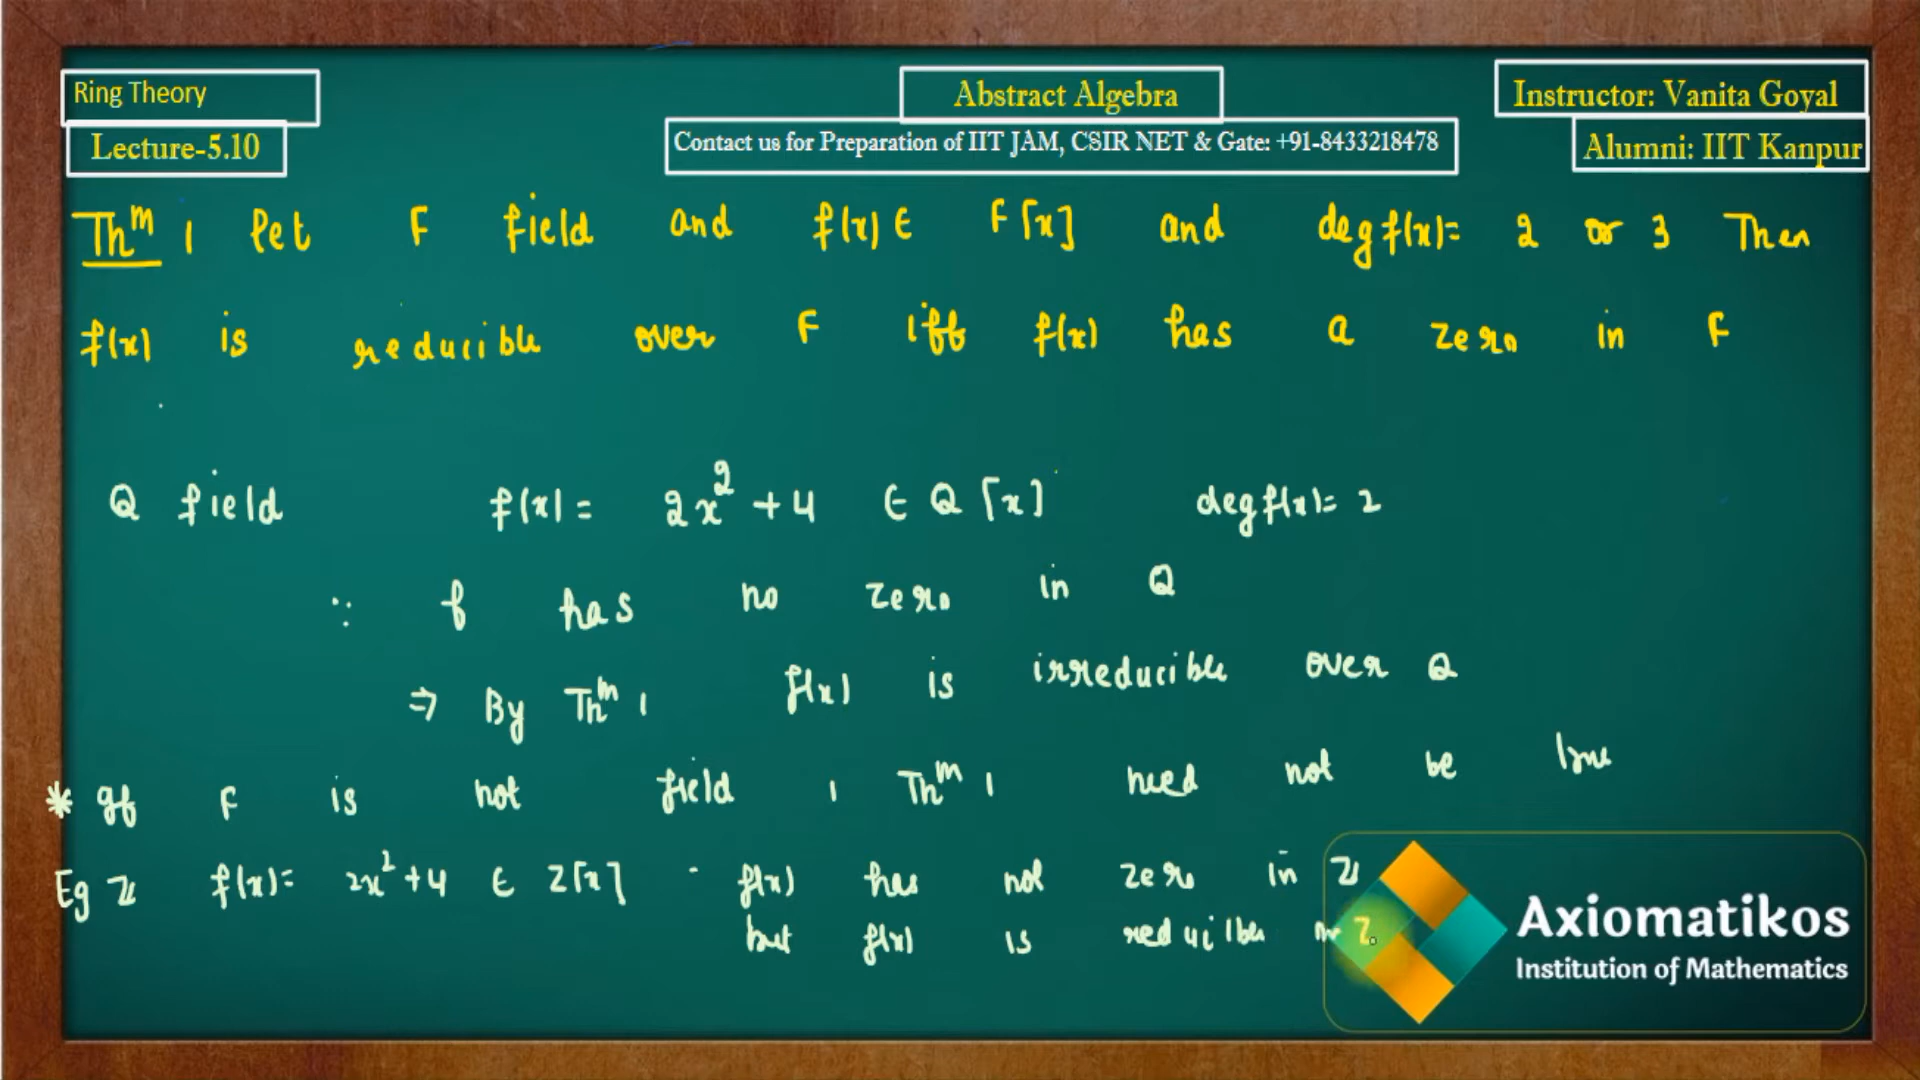 Ring Theory
Abstract Algebra
Instructor: Vanita Goyal
Lecture-5.10
Contact us for Preparation of IIT JAM, CSIR NET & Gate: +91-8433218478
Alumni: IIT Kanpur
Thᵐ 1 Let F field and f(x) ∈ F[x] and deg f(x) = 2 or 3 Then
f(x) is reducible over F iff f(x) has a zero in F
Q field f(x) = 2x² + 4 ∈ Q[x] deg f(x) = 2
∵ f has no zero in Q
⇒ By Thᵐ 1 f(x) is irreducible over Q
* If F is not field, Thᵐ 1 need not be true
Eg Z f(x) = 2x² + 4 ∈ Z[x] - f(x) has not zero in Z
but f(x) is reducilbe Z
Axiomatikos
Institution of Mathematics